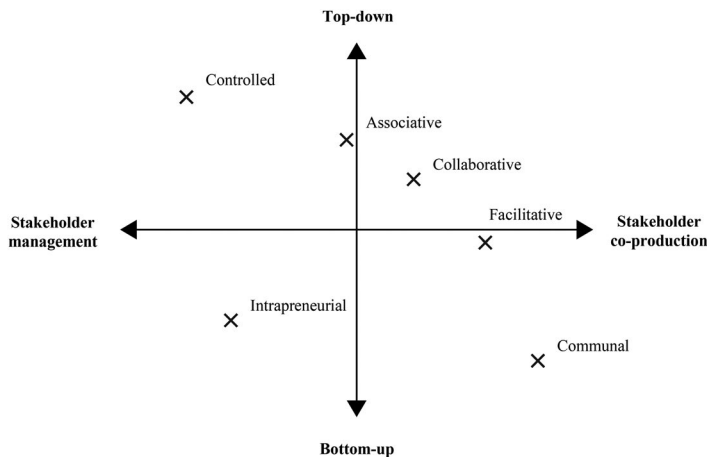 Top-down
Controlled
Associative
Collaborative
Facilitative
Stakeholder
management
Stakeholder
co-production
Intrapreneurial
Communal
Bottom-up